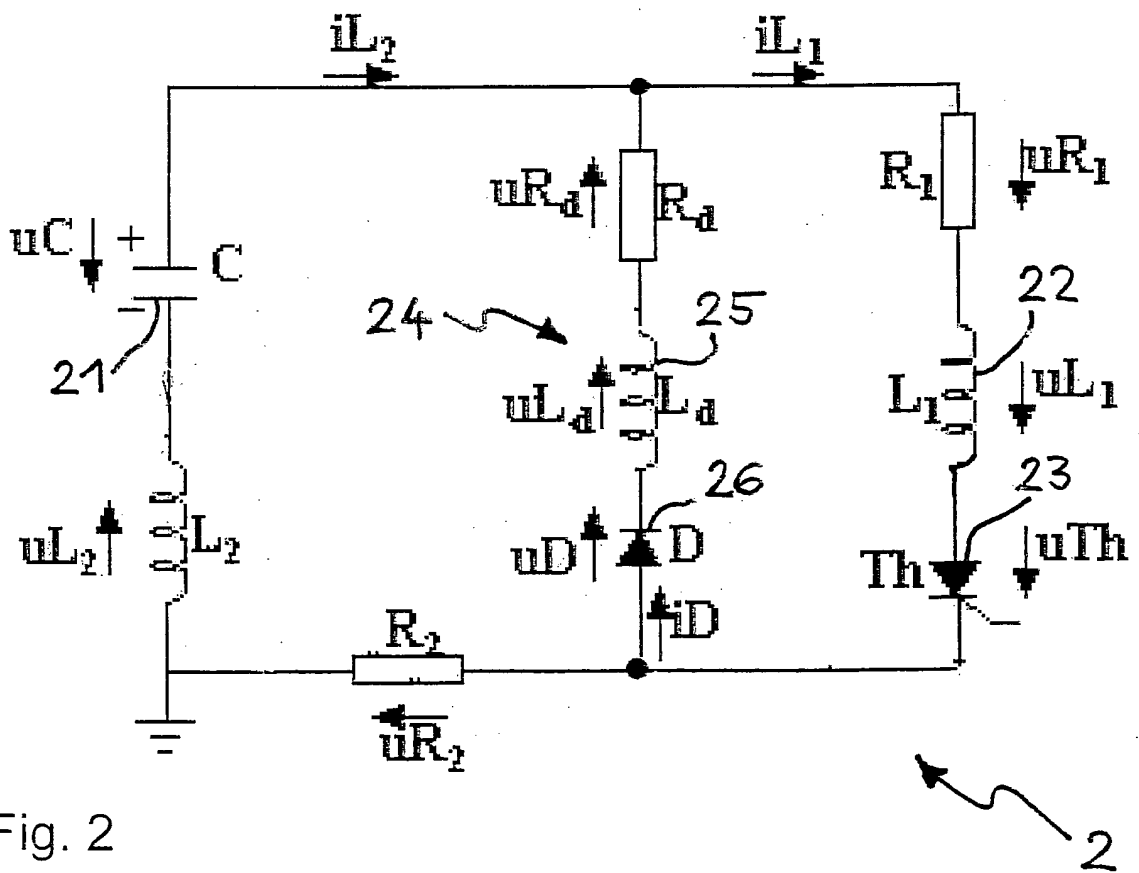 iL₂
iL₁
uC
+
C
−
21
uRd
Rd
R₁
uR₁
24
25
22
uLd
Ld
L₁
uL₁
26
23
uL₂
L₂
uD
D
Th
uTh
iD
R₂
uR₂
Fig. 2
2